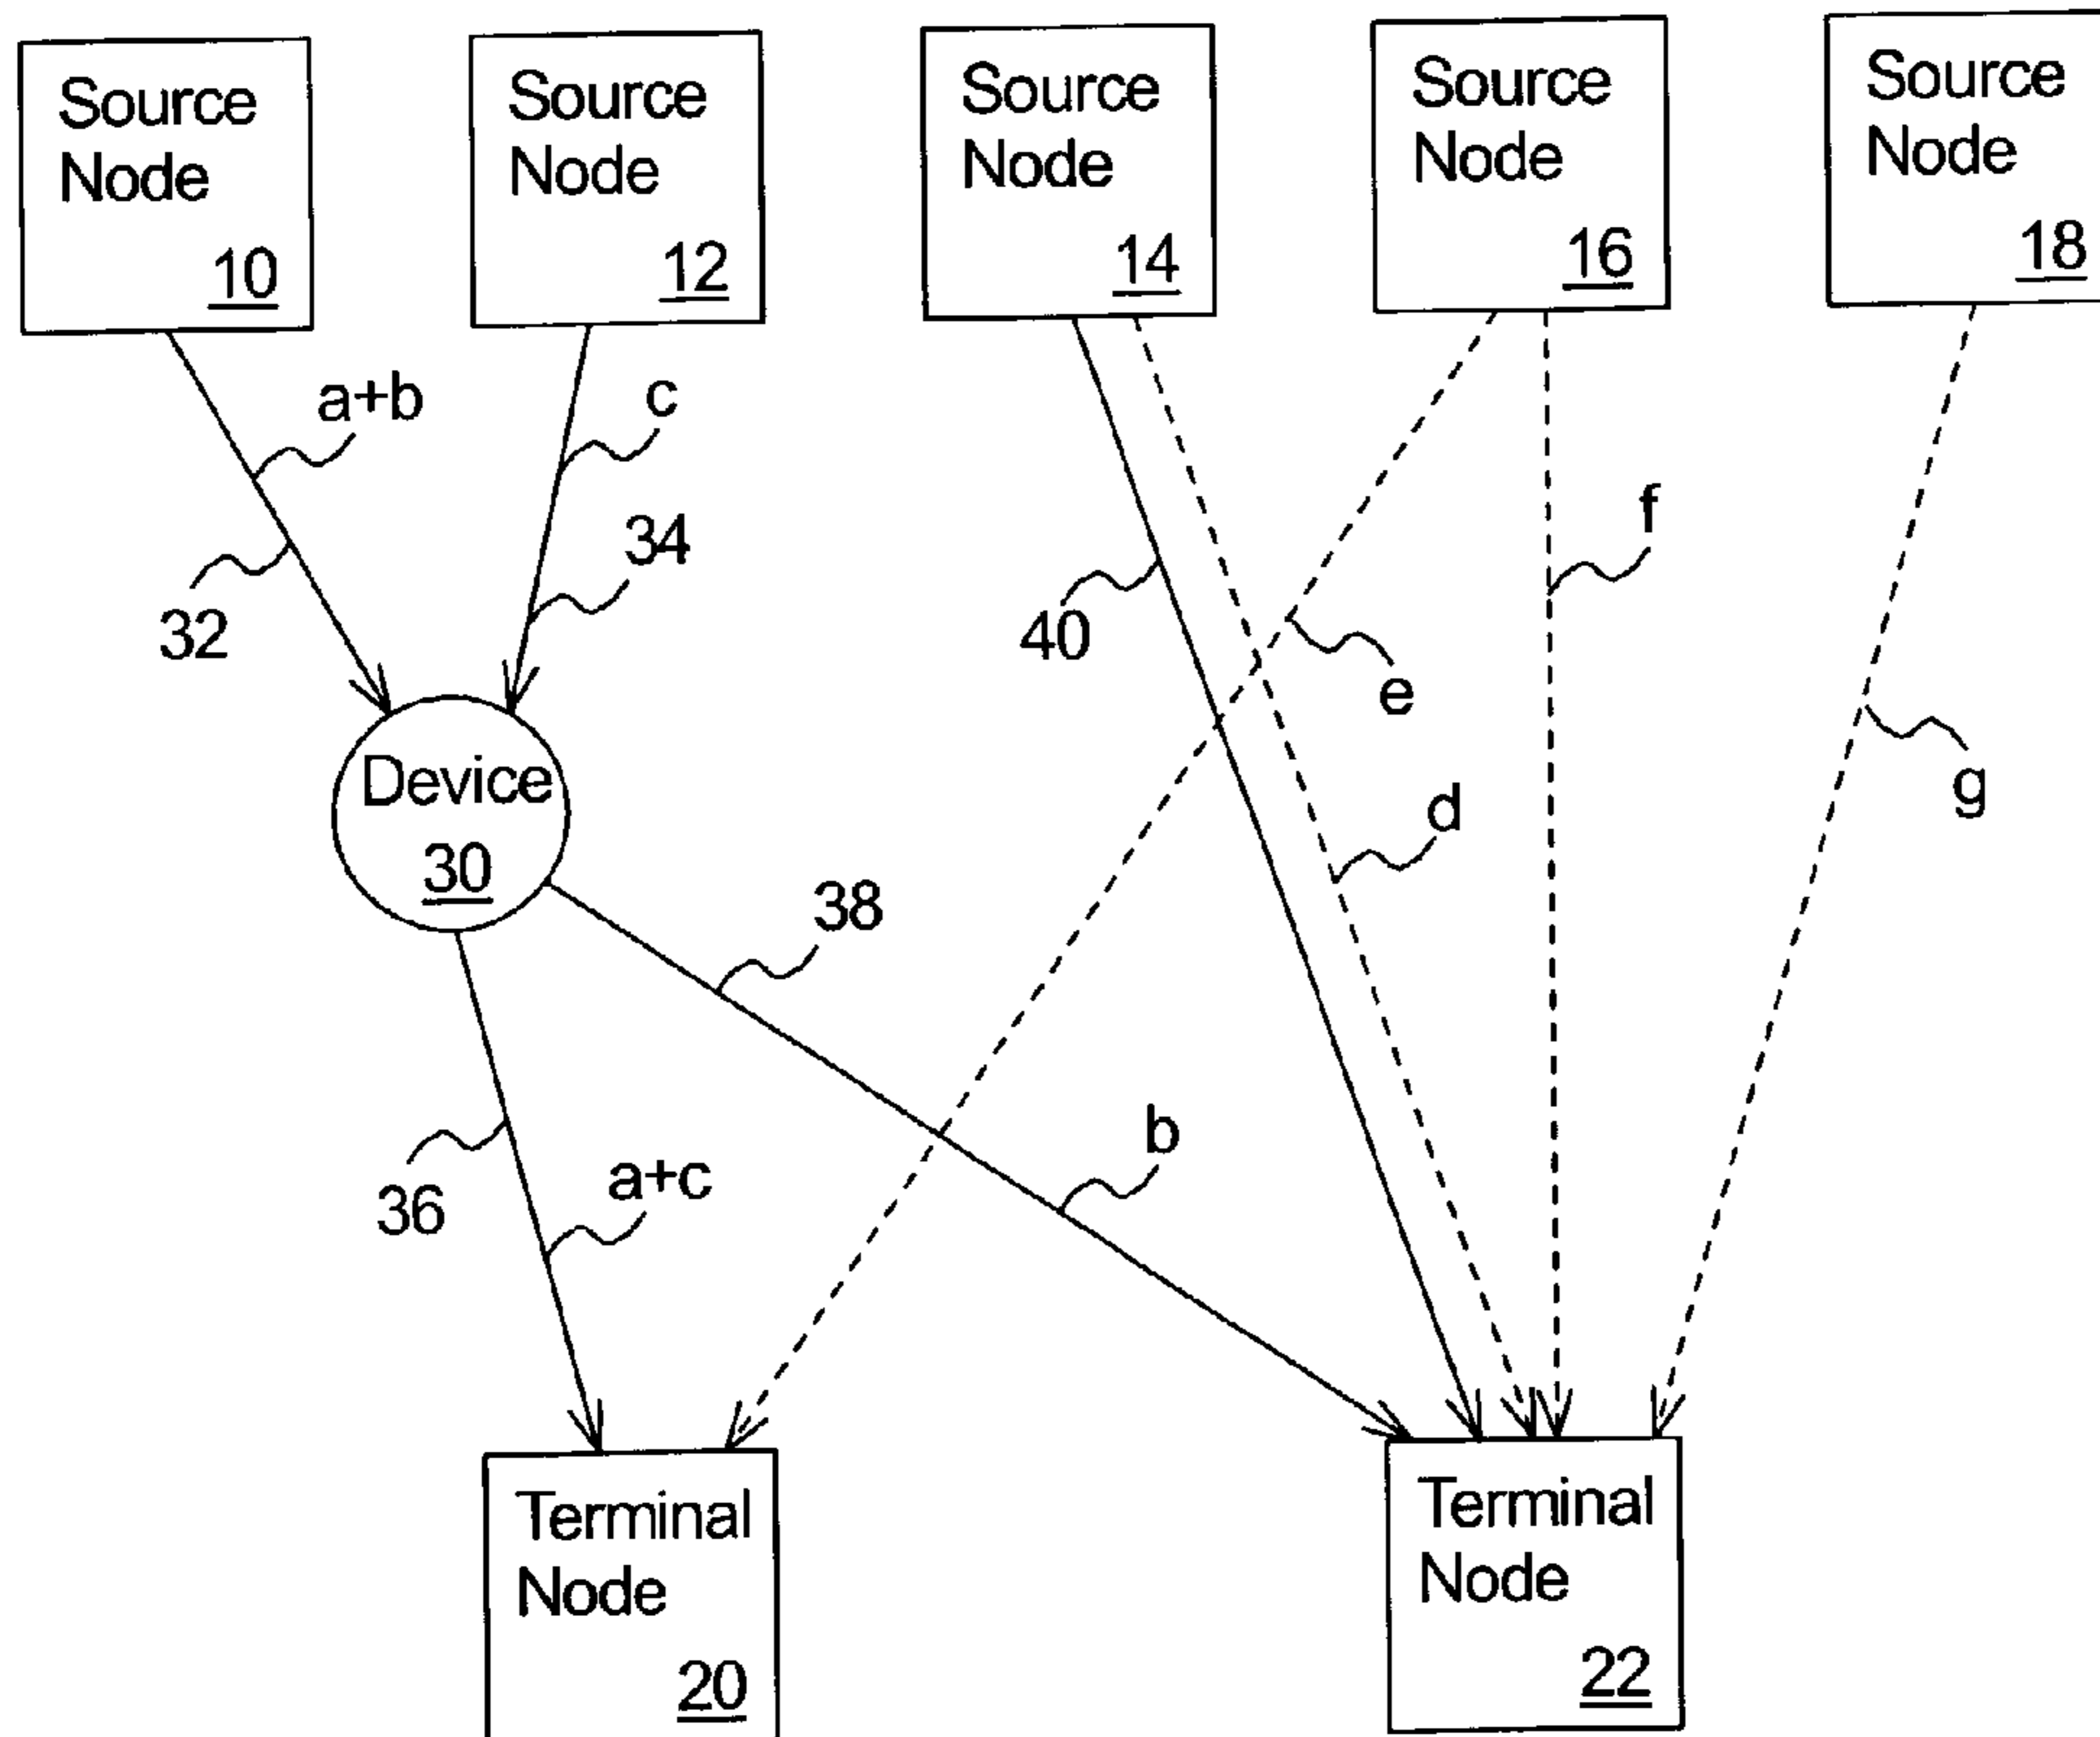 Source
Node
10
Source
Node
12
Source
Node
14
Source
Node
16
Source
Node
18
a+b
c
32
34
40
e
f
d
g
Device
30
38
b
36
a+c
Terminal
Node
20
Terminal
Node
22